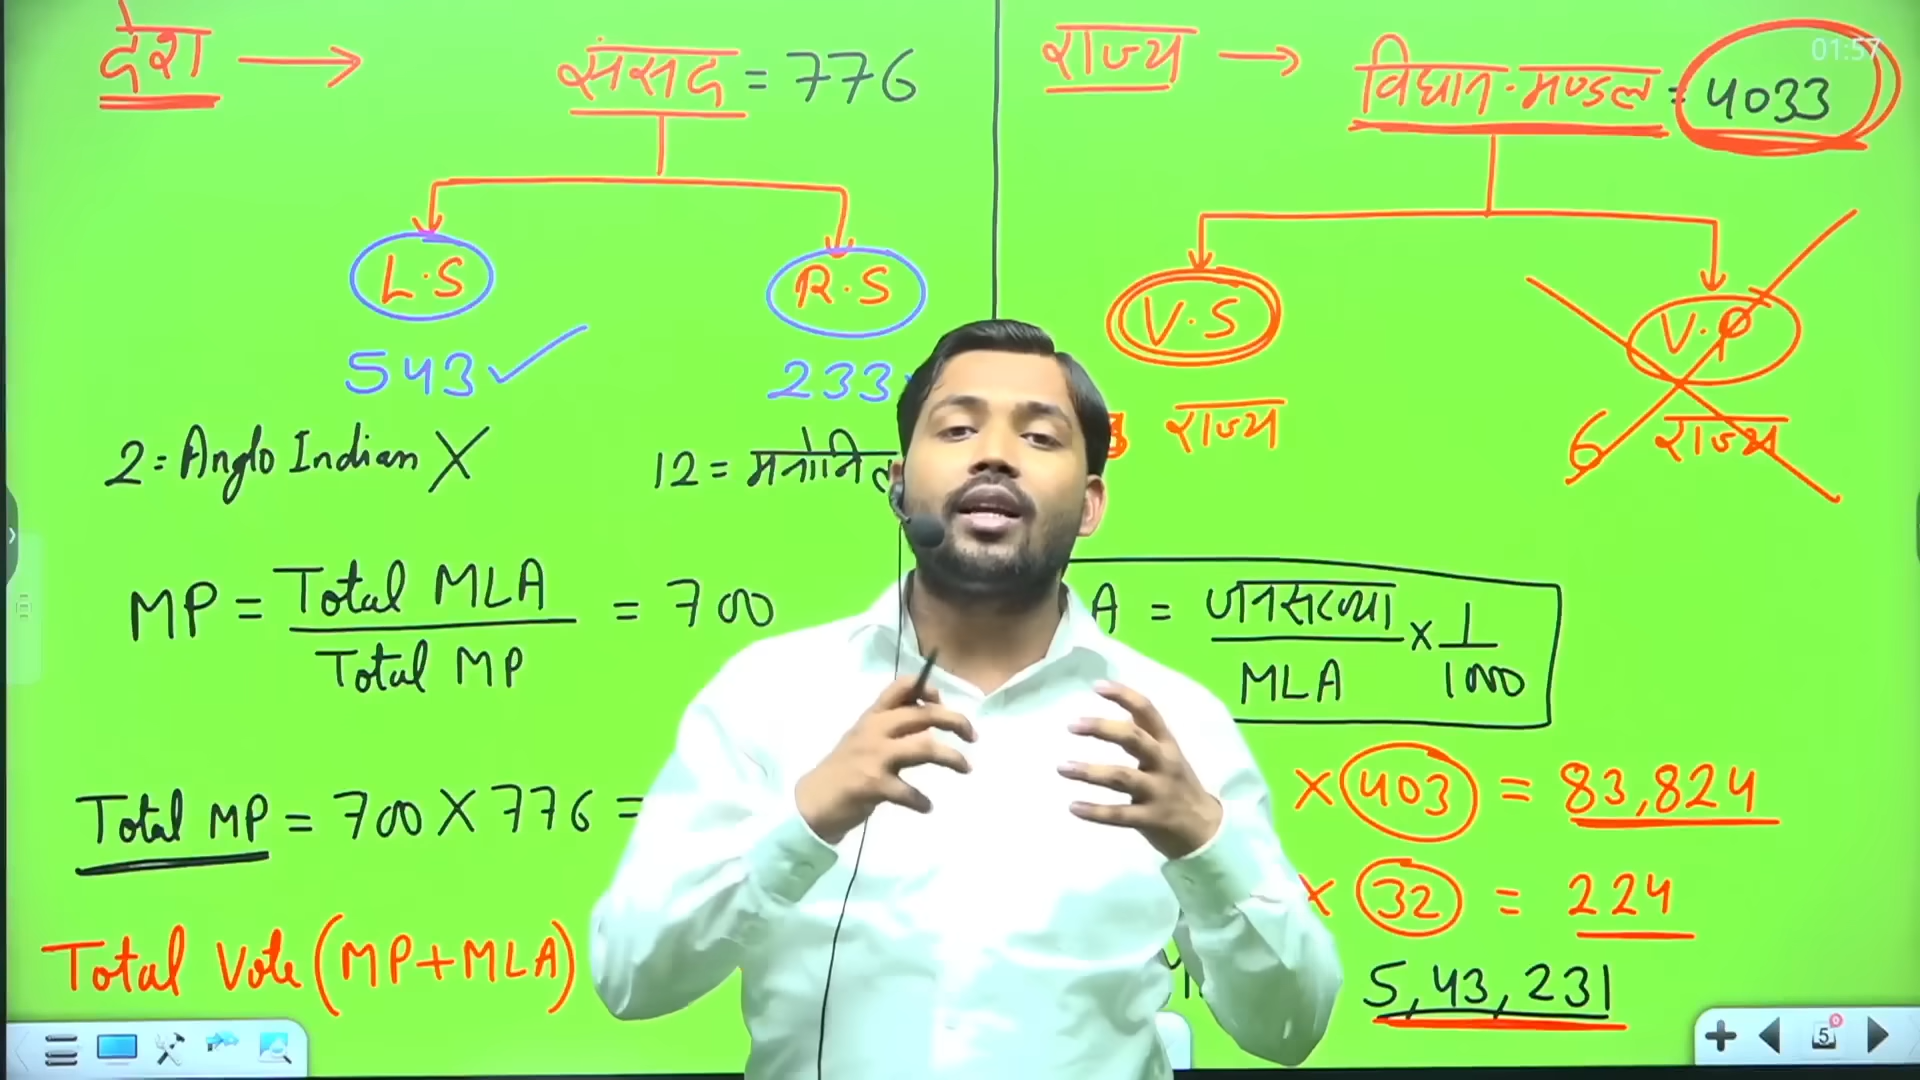 देश → संसद = 776
L.S R.S
543 ✓ 233
2 = Anglo Indian X 12 =
MP = Total MLA / Total MP = 700
Total MP = 700 X 776 =
Total Vote (MP+MLA)
राज्य → विधान-मण्डल = 4033
01:57
V.S V.P
राज्य 6 राज्य
A = जनसख्या / MLA x 1 / 1000
x 403 = 83,824
x 32 = 224
5,43,231
5